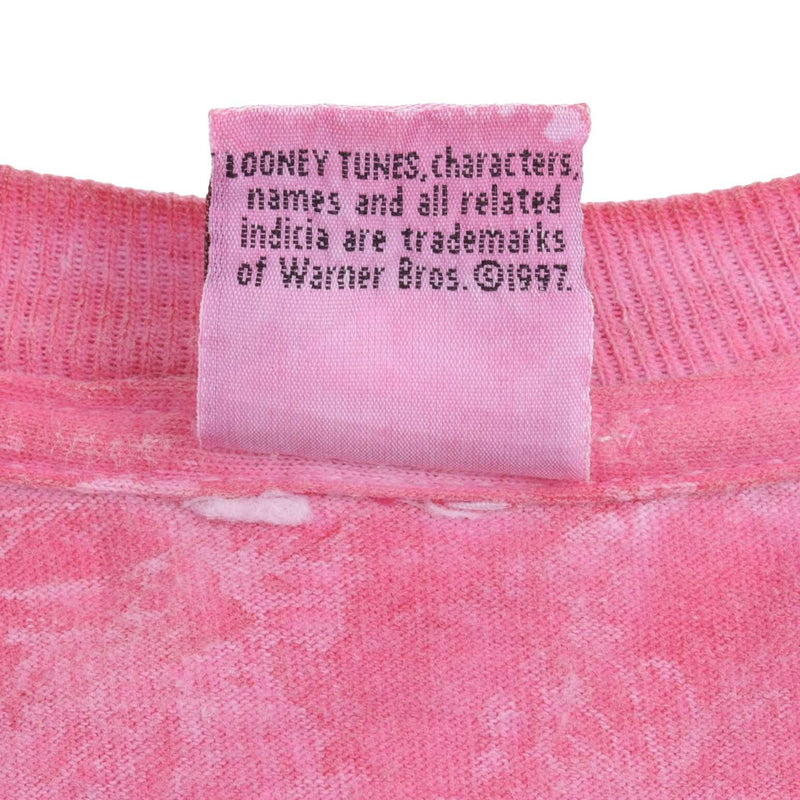 LOONEY TUNES, characters,
names and all related
indicia are trademarks
of Warner Bros. ©1997.